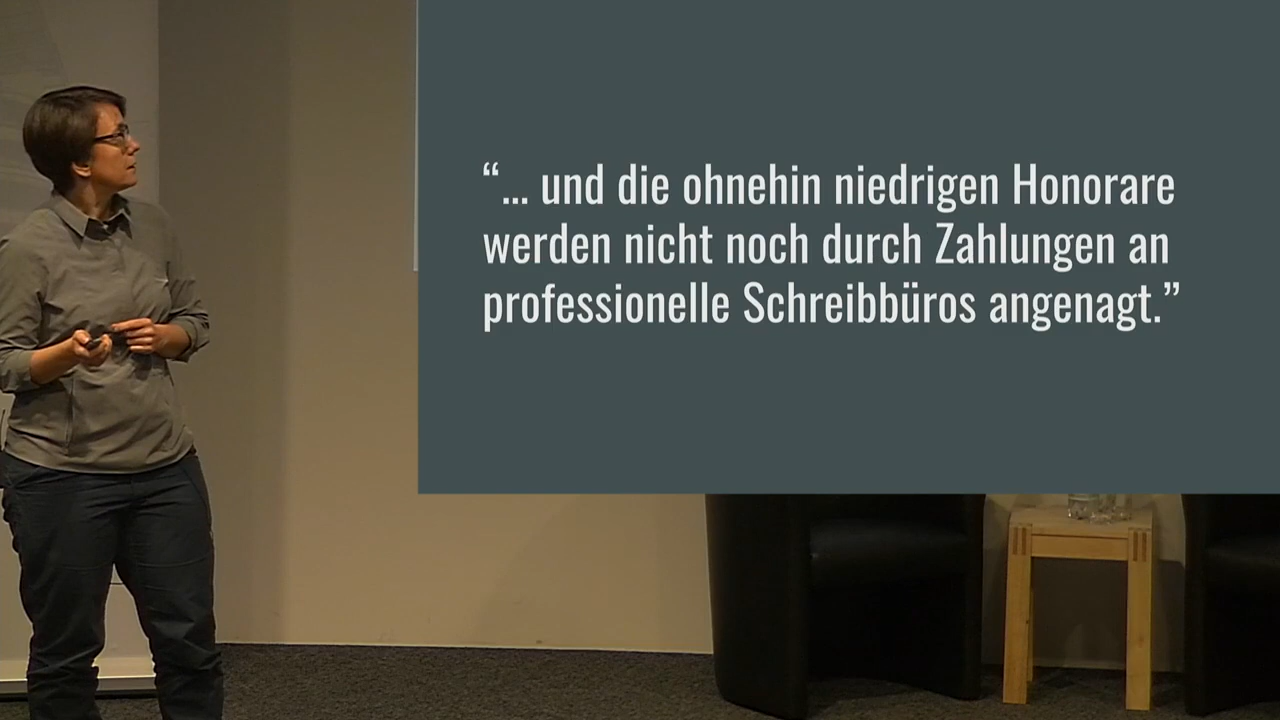 “... und die ohnehin niedrigen Honorare
werden nicht noch durch Zahlungen an
professionelle Schreibbüros angenagt.”